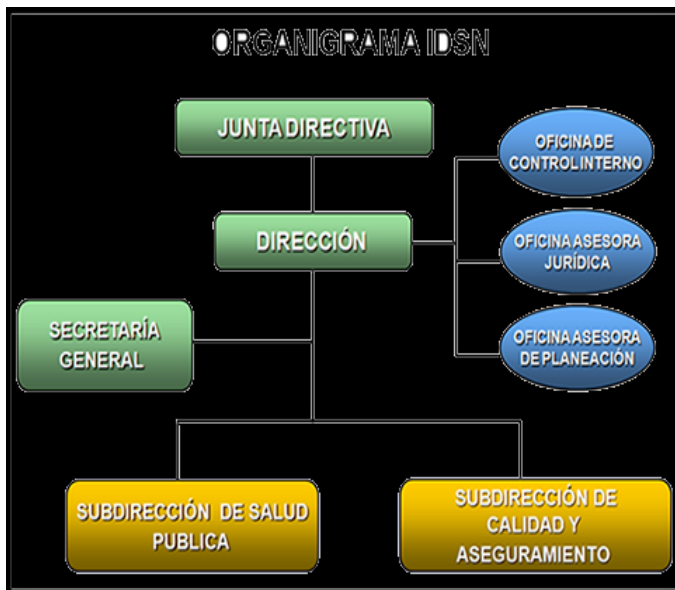 ORGANIGRAMA IDSN
JUNTA DIRECTIVA
OFICINA DE
CONTROL INTERNO
DIRECCIÓN
OFICINA ASESORA
JURÍDICA
SECRETARÍA
GENERAL
OFICINA ASESORA
DE PLANEACIÓN
SUBDIRECCIÓN DE SALUD
PUBLICA
SUBDIRECCIÓN DE
CALIDAD Y
ASEGURAMIENTO